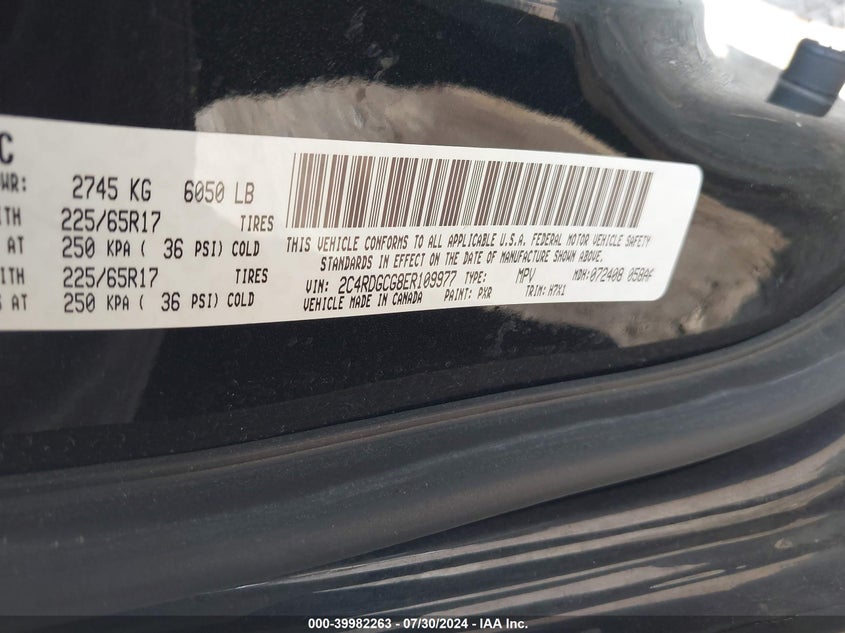 C
WR: 2745 KG 6050 LB
ITH 225/65R17 TIRES
AT 250 KPA ( 36 PSI) COLD
ITH 225/65R17 TIRES
S AT 250 KPA ( 36 PSI) COLD
THIS VEHICLE CONFORMS TO ALL APPLICABLE U.S.A. FEDERAL MOTOR VEHICLE SAFETY
STANDARDS IN EFFECT ON THE DATE OF MANUFACTURE SHOWN ABOVE.
VIN: 2C4RDGCG8ER109977 TYPE: MPV MDH:072408 058AF
VEHICLE MADE IN CANADA PAINT: PXR TRIM: H7X1
000-39982263 - 07/30/2024 - IAA Inc.